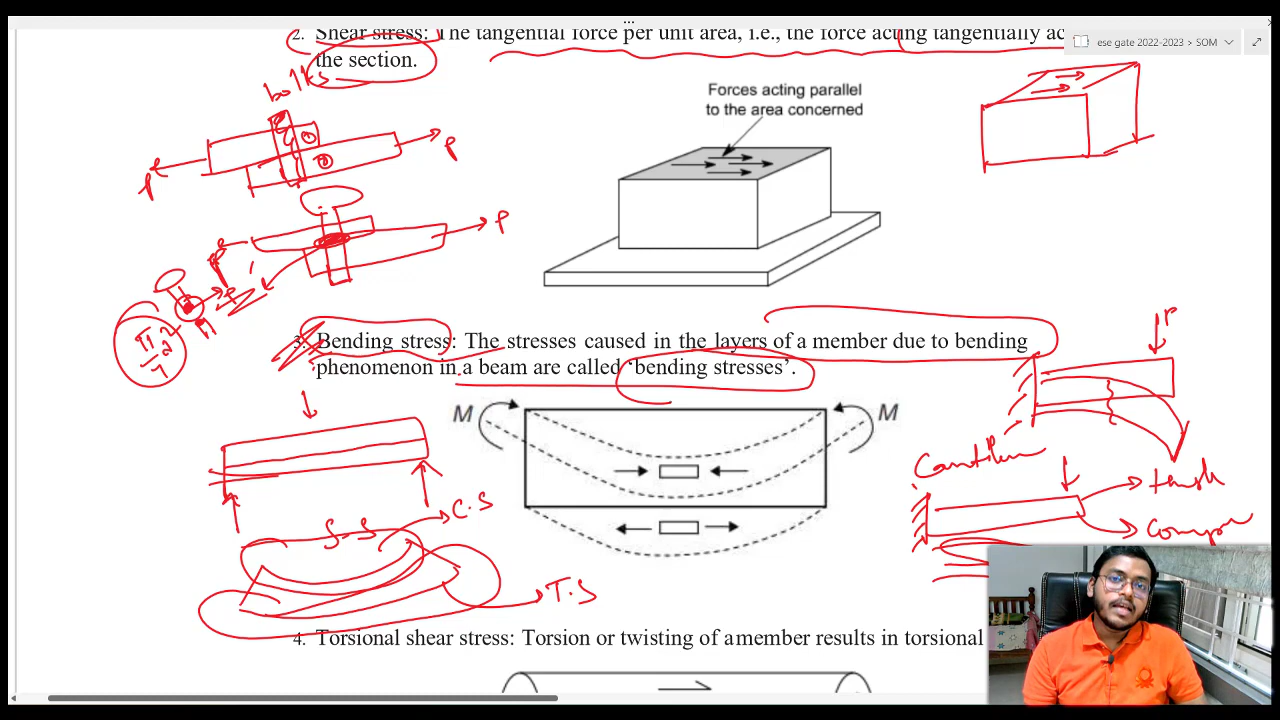 2. Shear stress: The tangential force per unit area, i.e., the force acting tangentially ac
ese gate 2022-2023 > SOM
the section.
bolts
Forces acting parallel
to the area concerned
P
P
1
2
P
P
P
3. Bending stress: The stresses caused in the layers of a member due to bending
phenomenon in a beam are called 'bending stresses'.
M
M
Cantilever
C.S
S.S
T.S
4. Torsional shear stress: Torsion or twisting of amember results in torsional